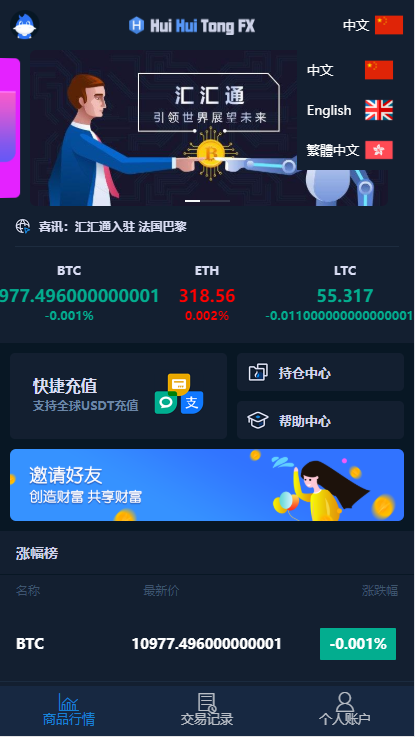 Hui Hui Tong FX
中文
中文
English
繁體中文
汇汇通
引领世界展望未来
喜讯：汇汇通入驻 法国巴黎
BTC ETH LTC
977.496000000001 318.56 55.317
-0.001% 0.002% -0.011000000000000001
快捷充值
支持全球USDT充值
支
持仓中心
帮助中心
邀请好友
创造财富 共享财富
涨幅榜
名称 最新价 涨跌幅
BTC 10977.496000000001 -0.001%
商品行情 交易记录 个人账户